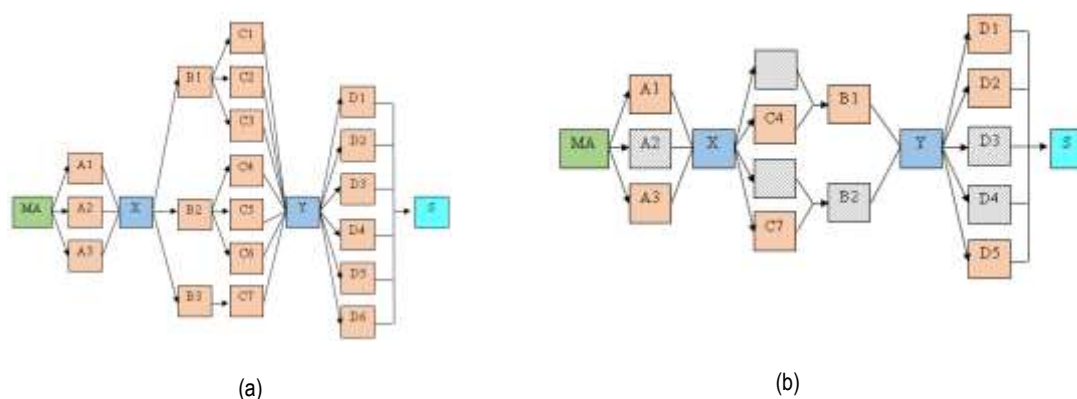 C1
C2
C3
B1
D1
D2
A1
C4
D3
MA
A2
X
B2
C5
Y
S
A3
C6
D4
D5
B3
C7
D6
(a)
D1
A1
B1
D2
C4
MA
A2
X
Y
D3
S
A3
B2
D4
C7
D5
(b)